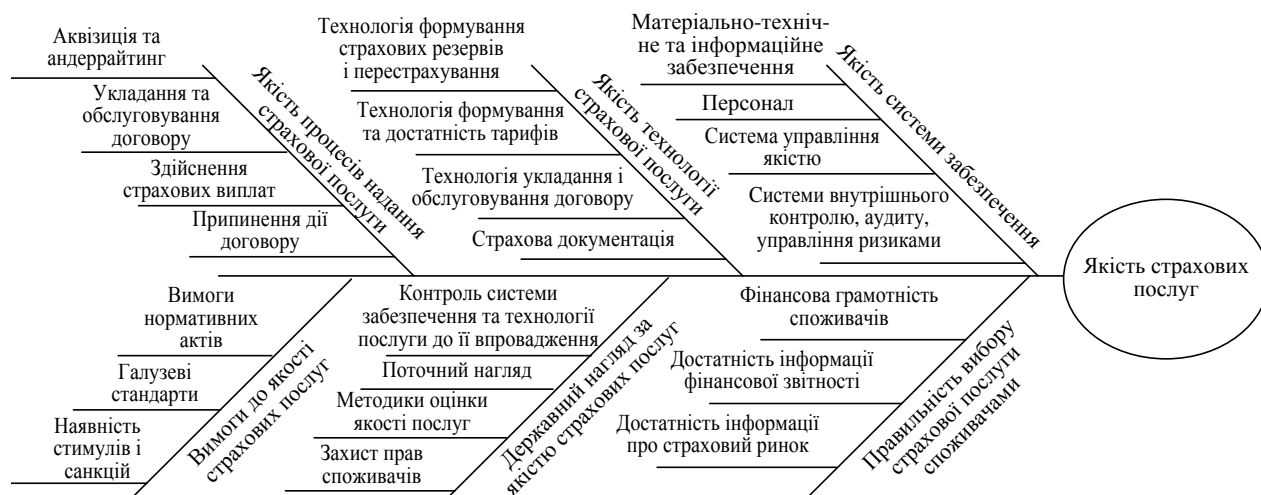 Аквізиція та
андеррайтинг
Укладання та
обслуговування
договору
Здійснення
страхових виплат
Припинення дії
договору
Якість процесів надання
страхової послуги
Технологія формування
страхових резервів
і перестрахування
Технологія формування
та достатність тарифів
Технологія укладання і
обслуговування договору
Страхова документація
Якість технології
страхової послуги
Матеріально-техніч-
не та інформаційне
забезпечення
Персонал
Система управління
якістю
Системи внутрішнього
контролю, аудиту,
управління ризиками
Якість системи забезпечення
Якість страхових
послуг
Вимоги
нормативних
актів
Галузеві
стандарти
Наявність
стимулів і
санкцій
Вимоги до якості
страхових послуг
Контроль системи
забезпечення та технології
послуги до її впровадження
Поточний нагляд
Методики оцінки
якості послуг
Захист прав
споживачів
Державний нагляд за
якістю страхових послуг
Фінансова грамотність
споживачів
Достатність інформації
фінансової звітності
Достатність інформації
про страховий ринок
Правильність вибору
страхової послуги
споживачами